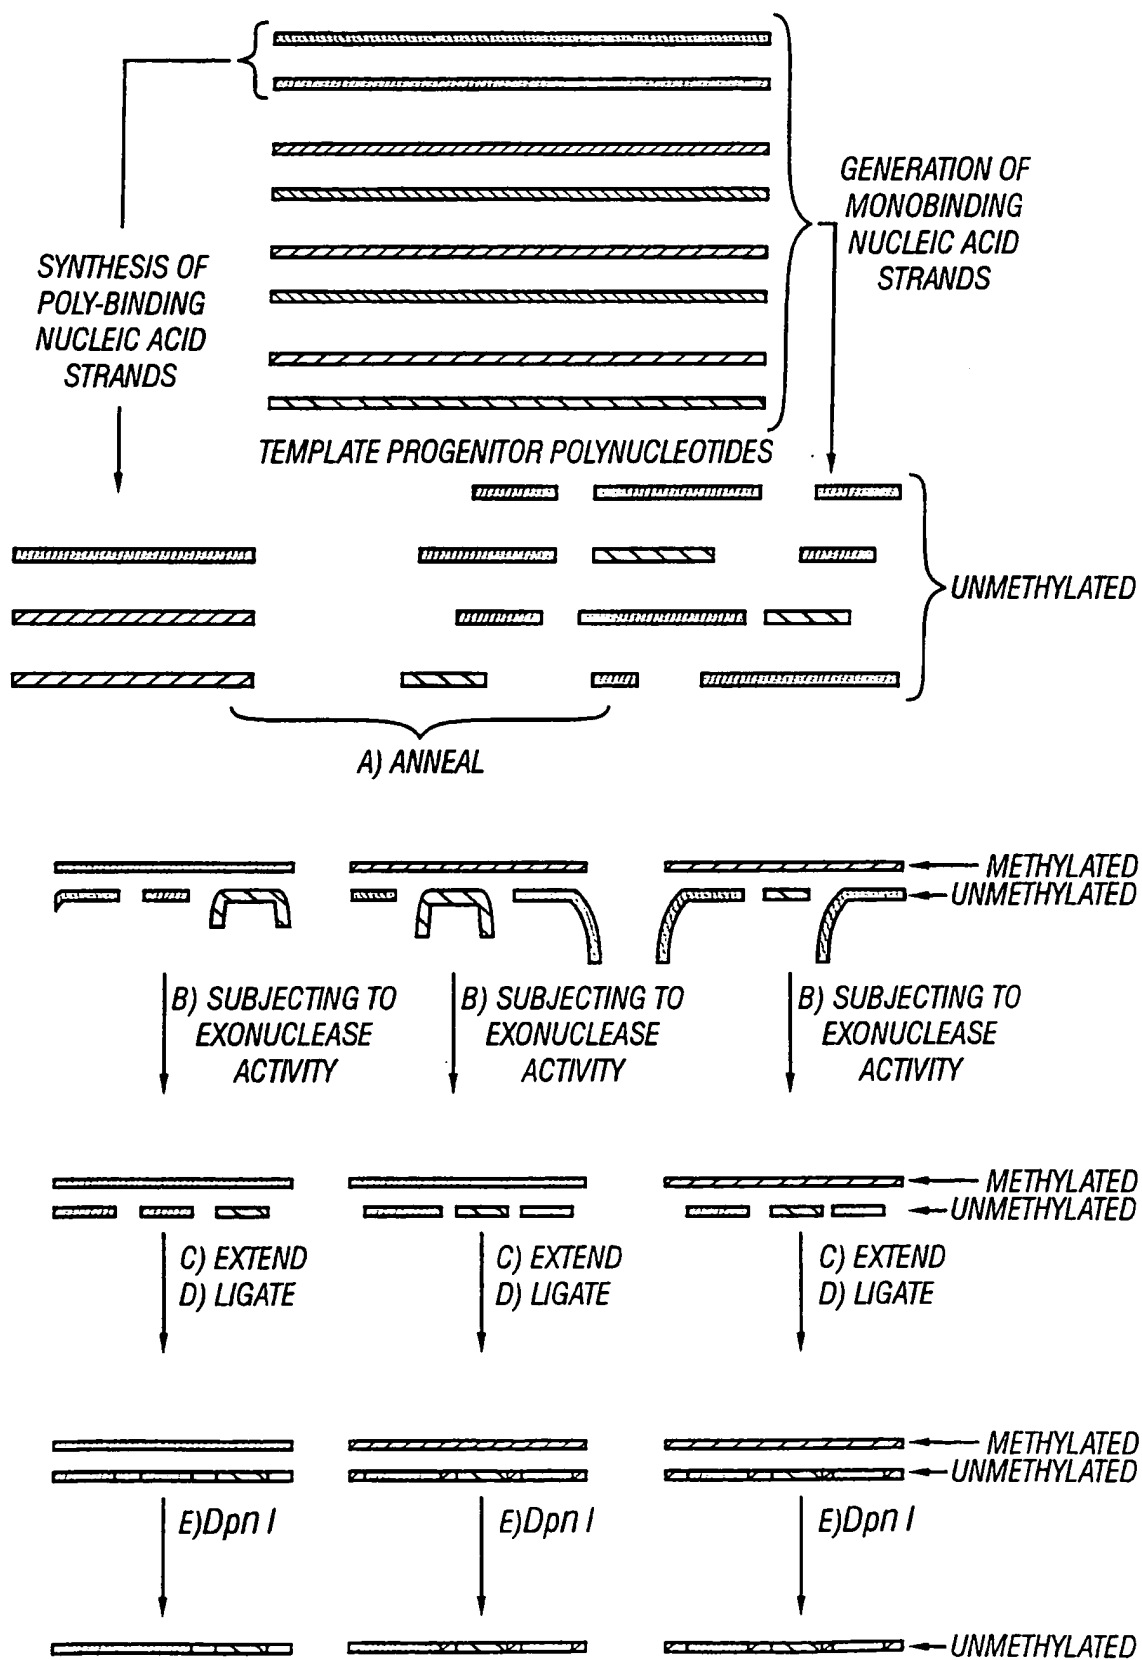 GENERATION OF
MONOBINDING
NUCLEIC ACID
STRANDS
SYNTHESIS OF
POLY-BINDING
NUCLEIC ACID
STRANDS
TEMPLATE PROGENITOR POLYNUCLEOTIDES
UNMETHYLATED
A) ANNEAL
METHYLATED
UNMETHYLATED
B) SUBJECTING TO
EXONUCLEASE
ACTIVITY
B) SUBJECTING TO
EXONUCLEASE
ACTIVITY
B) SUBJECTING TO
EXONUCLEASE
ACTIVITY
METHYLATED
UNMETHYLATED
C) EXTEND
D) LIGATE
C) EXTEND
D) LIGATE
C) EXTEND
D) LIGATE
METHYLATED
UNMETHYLATED
E)Dpn I
E)Dpn I
E)Dpn I
UNMETHYLATED